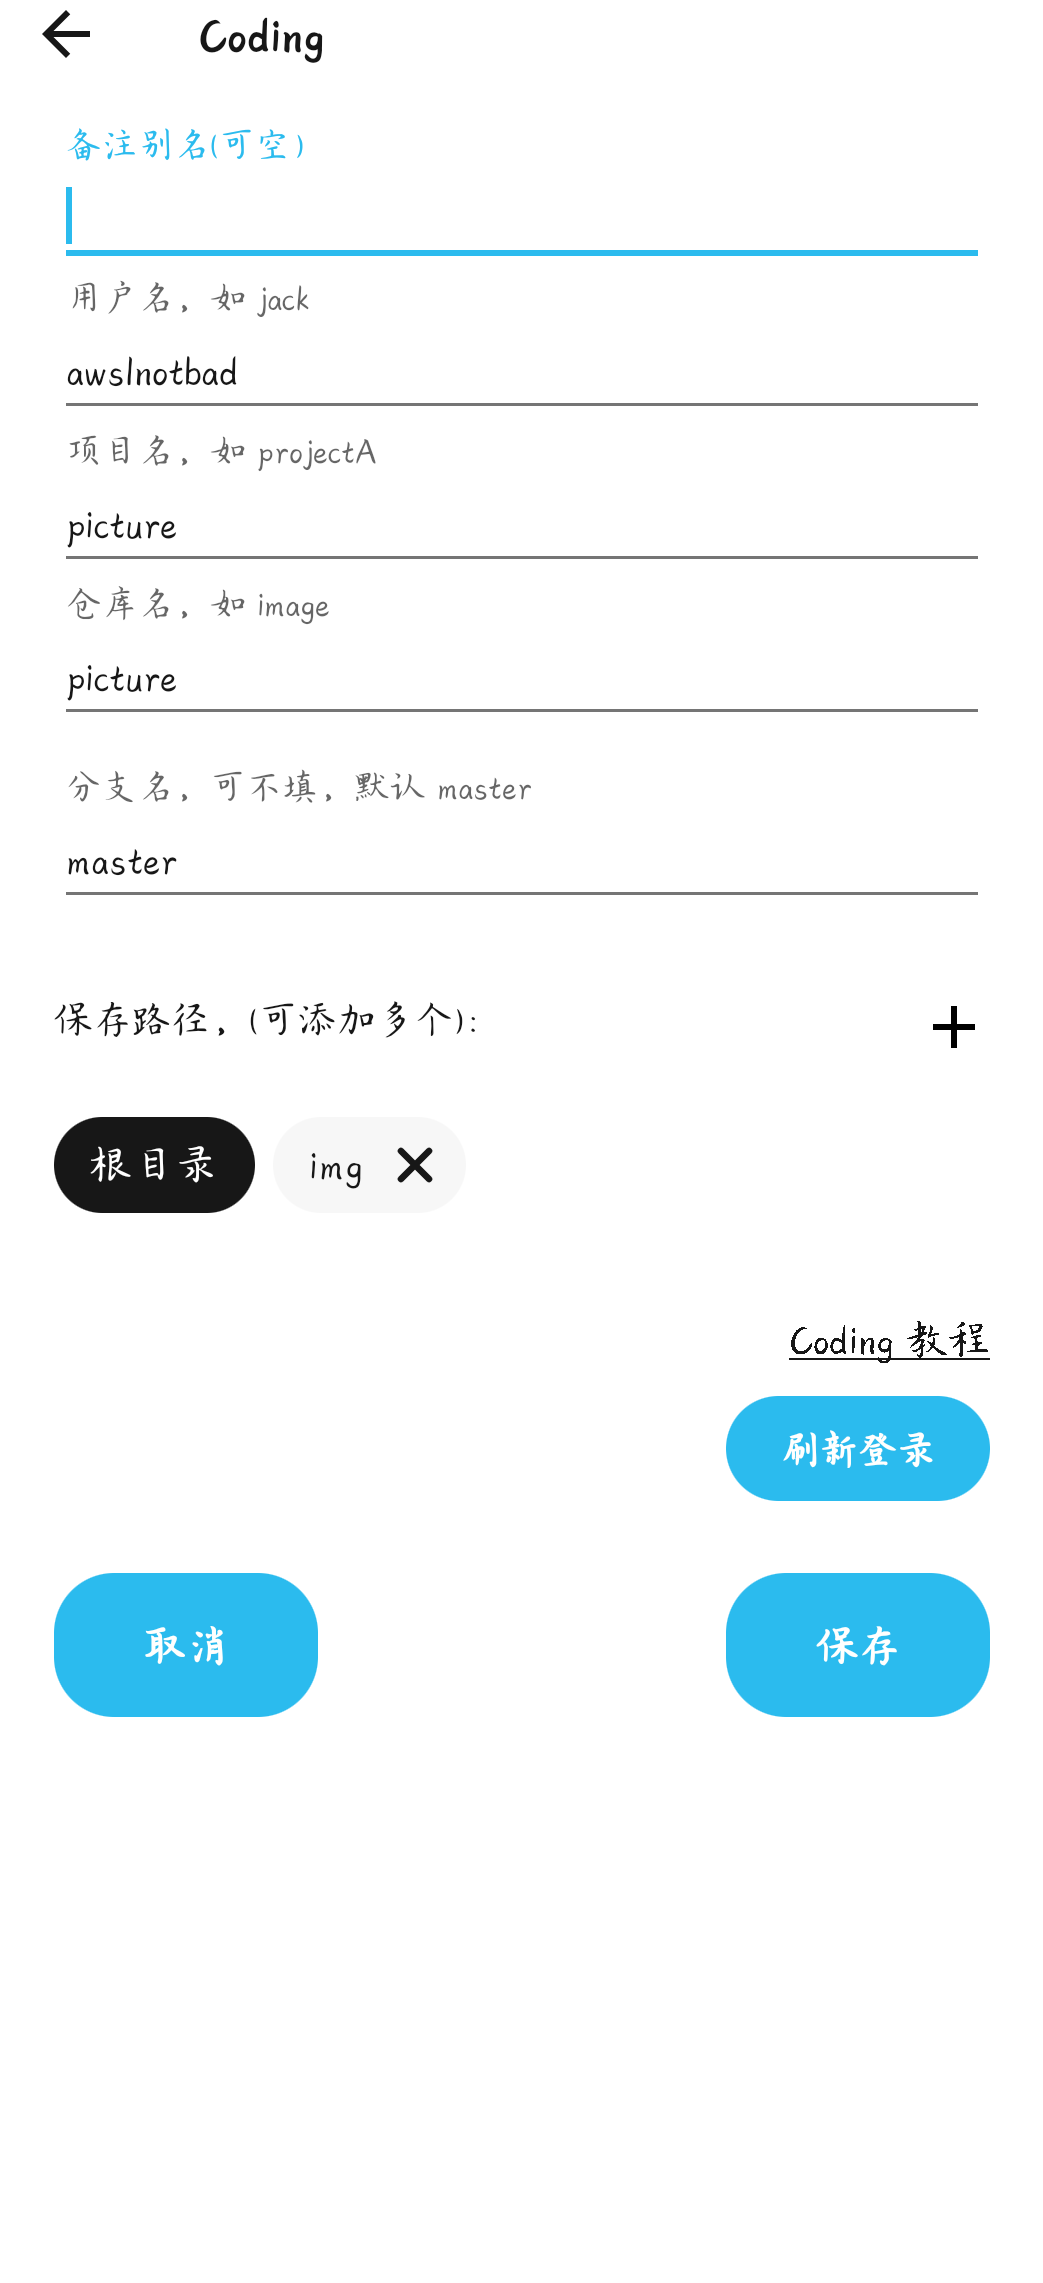 Coding
备注别名(可空)
用户名，如 jack
awslnotbad
项目名，如 projectA
picture
仓库名，如 image
picture
分支名，可不填，默认 master
master
保存路径，(可添加多个):
根目录 img
Coding 教程
刷新登录
取消 保存